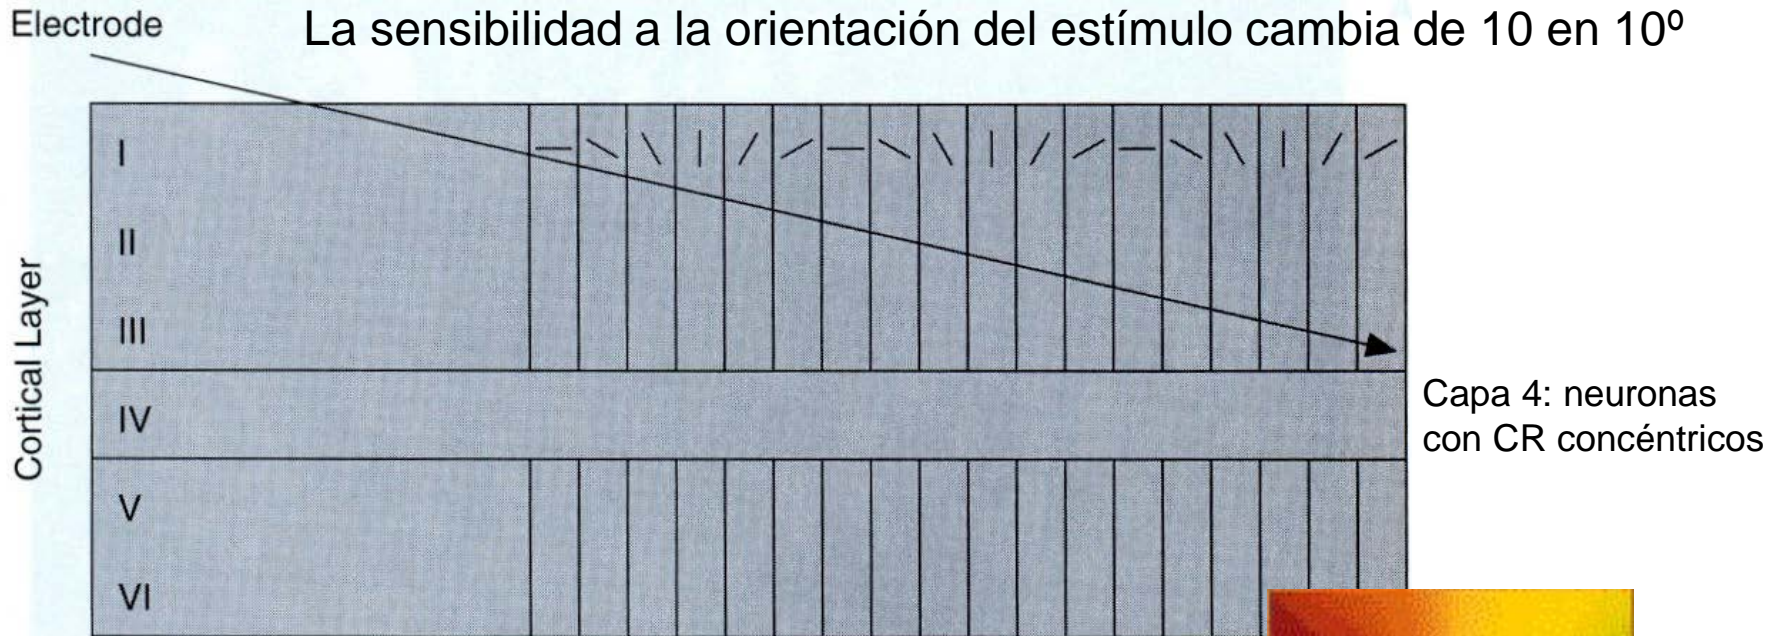 Electrode
La sensibilidad a la orientación del estímulo cambia de 10 en 10º
Cortical Layer
I
II
III
IV
V
VI
Capa 4: neuronas
con CR concéntricos